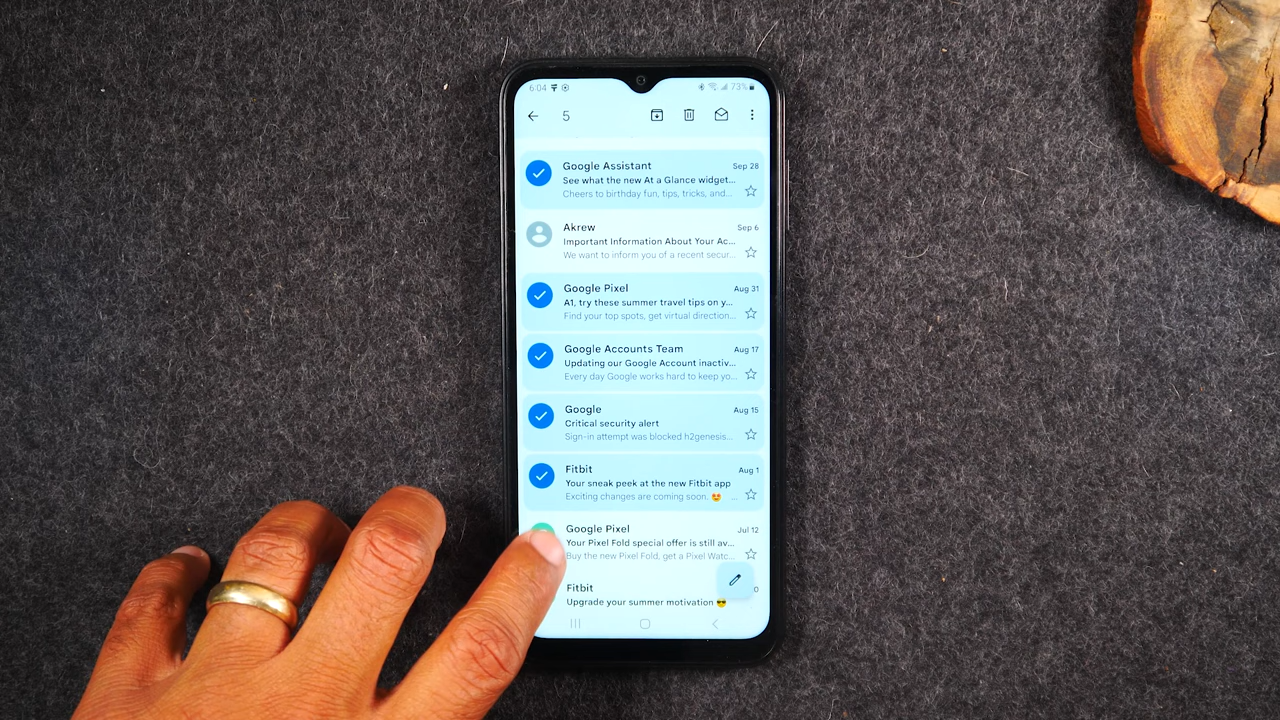 6:04 73%
5
Google Assistant Sep 28
See what the new At a Glance widget...
Cheers to birthday fun, tips, tricks, and...
Akrew Sep 6
Important Information About Your Ac...
We want to inform you of a recent secur...
Google Pixel Aug 31
A1, try these summer travel tips on y...
Find your top spots, get virtual direction...
Google Accounts Team Aug 17
Updating our Google Account inactiv...
Every day Google works hard to keep yo...
Google Aug 15
Critical security alert
Sign-in attempt was blocked h2genesis...
Fitbit Aug 1
Your sneak peek at the new Fitbit app
Exciting changes are coming soon. 😍 ...
Google Pixel Jul 12
Your Pixel Fold special offer is still av...
Buy the new Pixel Fold, get a Pixel Watc...
Fitbit
Upgrade your summer motivation 😎